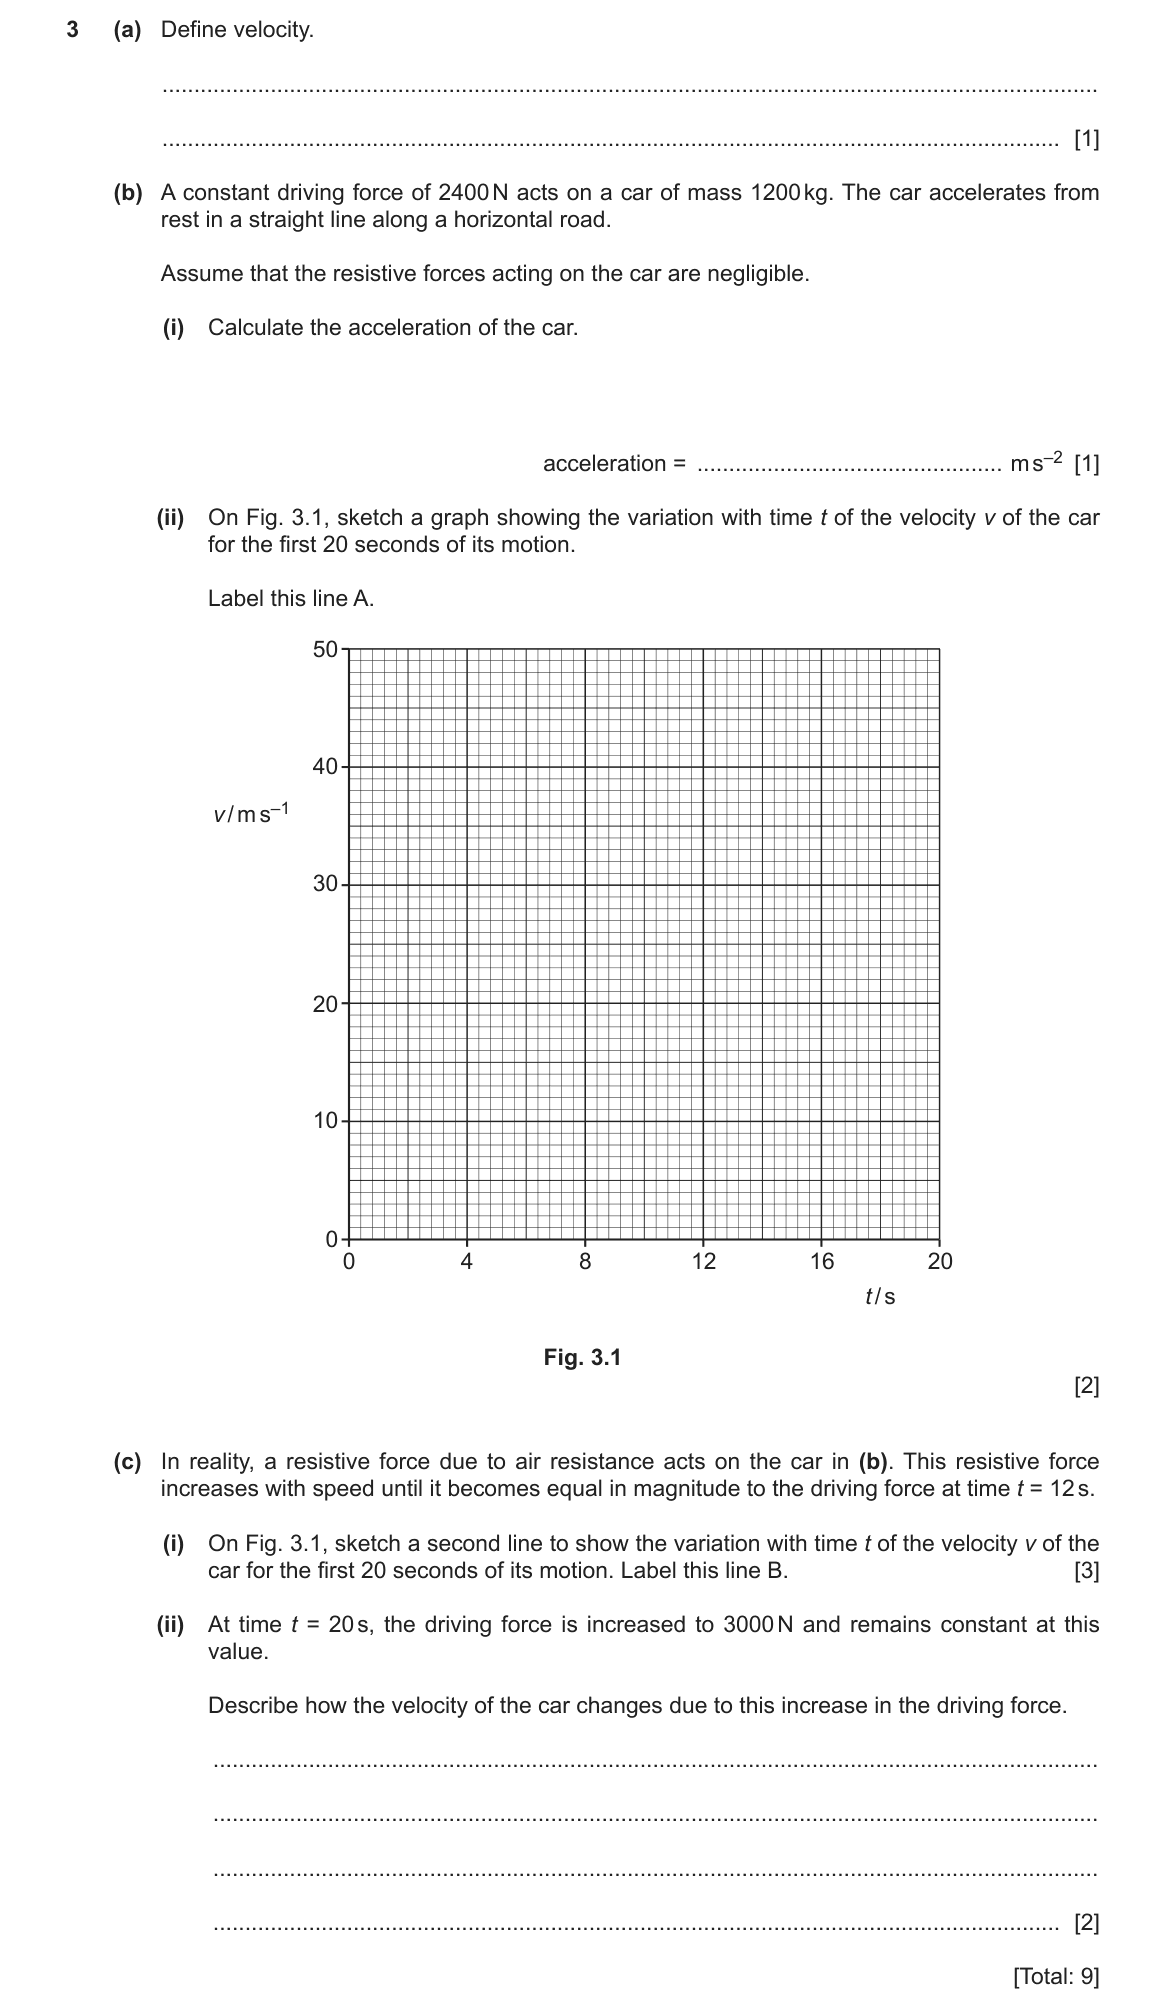 3 (a) Define velocity.
..........................................................................................................................................
.................................................................................................................................... [1]
(b) A constant driving force of 2400 N acts on a car of mass 1200 kg. The car accelerates from
rest in a straight line along a horizontal road.
Assume that the resistive forces acting on the car are negligible.
(i) Calculate the acceleration of the car.
acceleration = ................................................ m s⁻² [1]
(ii) On Fig. 3.1, sketch a graph showing the variation with time t of the velocity v of the car
for the first 20 seconds of its motion.
Label this line A.
50
40
v / m s⁻¹
30
20
10
0
0 4 8 12 16 20
t / s
Fig. 3.1
[2]
(c) In reality, a resistive force due to air resistance acts on the car in (b). This resistive force
increases with speed until it becomes equal in magnitude to the driving force at time t = 12 s.
(i) On Fig. 3.1, sketch a second line to show the variation with time t of the velocity v of the
car for the first 20 seconds of its motion. Label this line B. [3]
(ii) At time t = 20 s, the driving force is increased to 3000 N and remains constant at this
value.
Describe how the velocity of the car changes due to this increase in the driving force.
..................................................................................................................................
..................................................................................................................................
..................................................................................................................................
............................................................................................................................ [2]
[Total: 9]